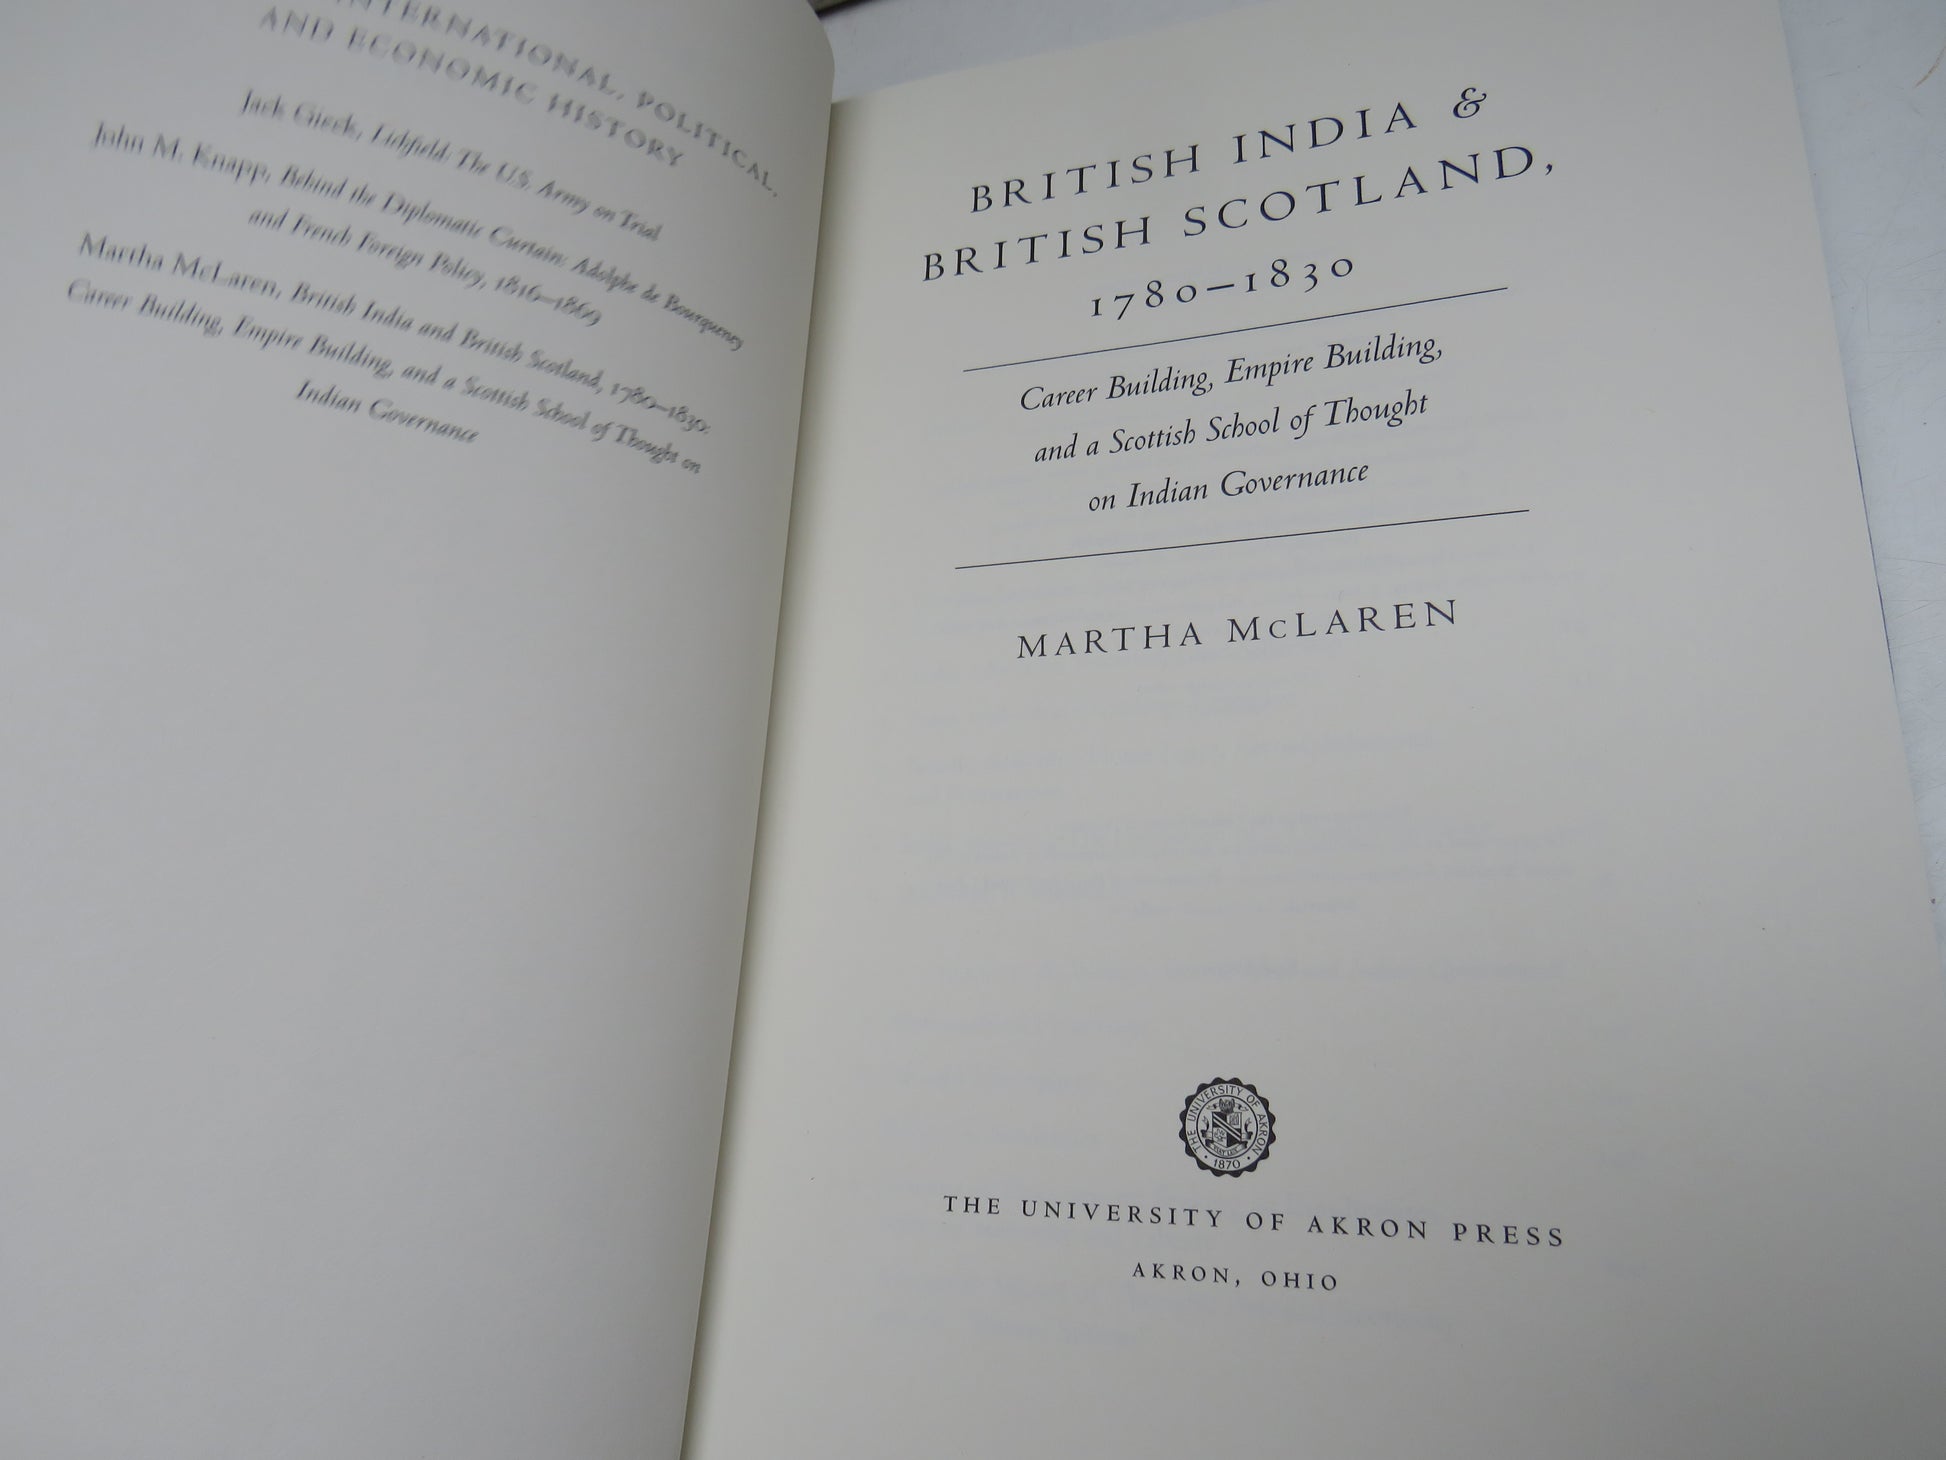 INTERNATIONAL, POLITICAL,
AND ECONOMIC HISTORY
Jack Gieck, Lichfield: The U.S. Army on Trial
John M. Knapp, Behind the Diplomatic Curtain: Adolphe de Bourqueney
and French Foreign Policy, 1816–1869
Martha McLaren, British India and British Scotland, 1780–1830:
Career Building, Empire Building, and a Scottish School of Thought on
Indian Governance
BRITISH INDIA &
BRITISH SCOTLAND,
1780–1830
Career Building, Empire Building,
and a Scottish School of Thought
on Indian Governance
MARTHA McLAREN
THE UNIVERSITY OF AKRON
1870
THE UNIVERSITY OF AKRON PRESS
AKRON, OHIO